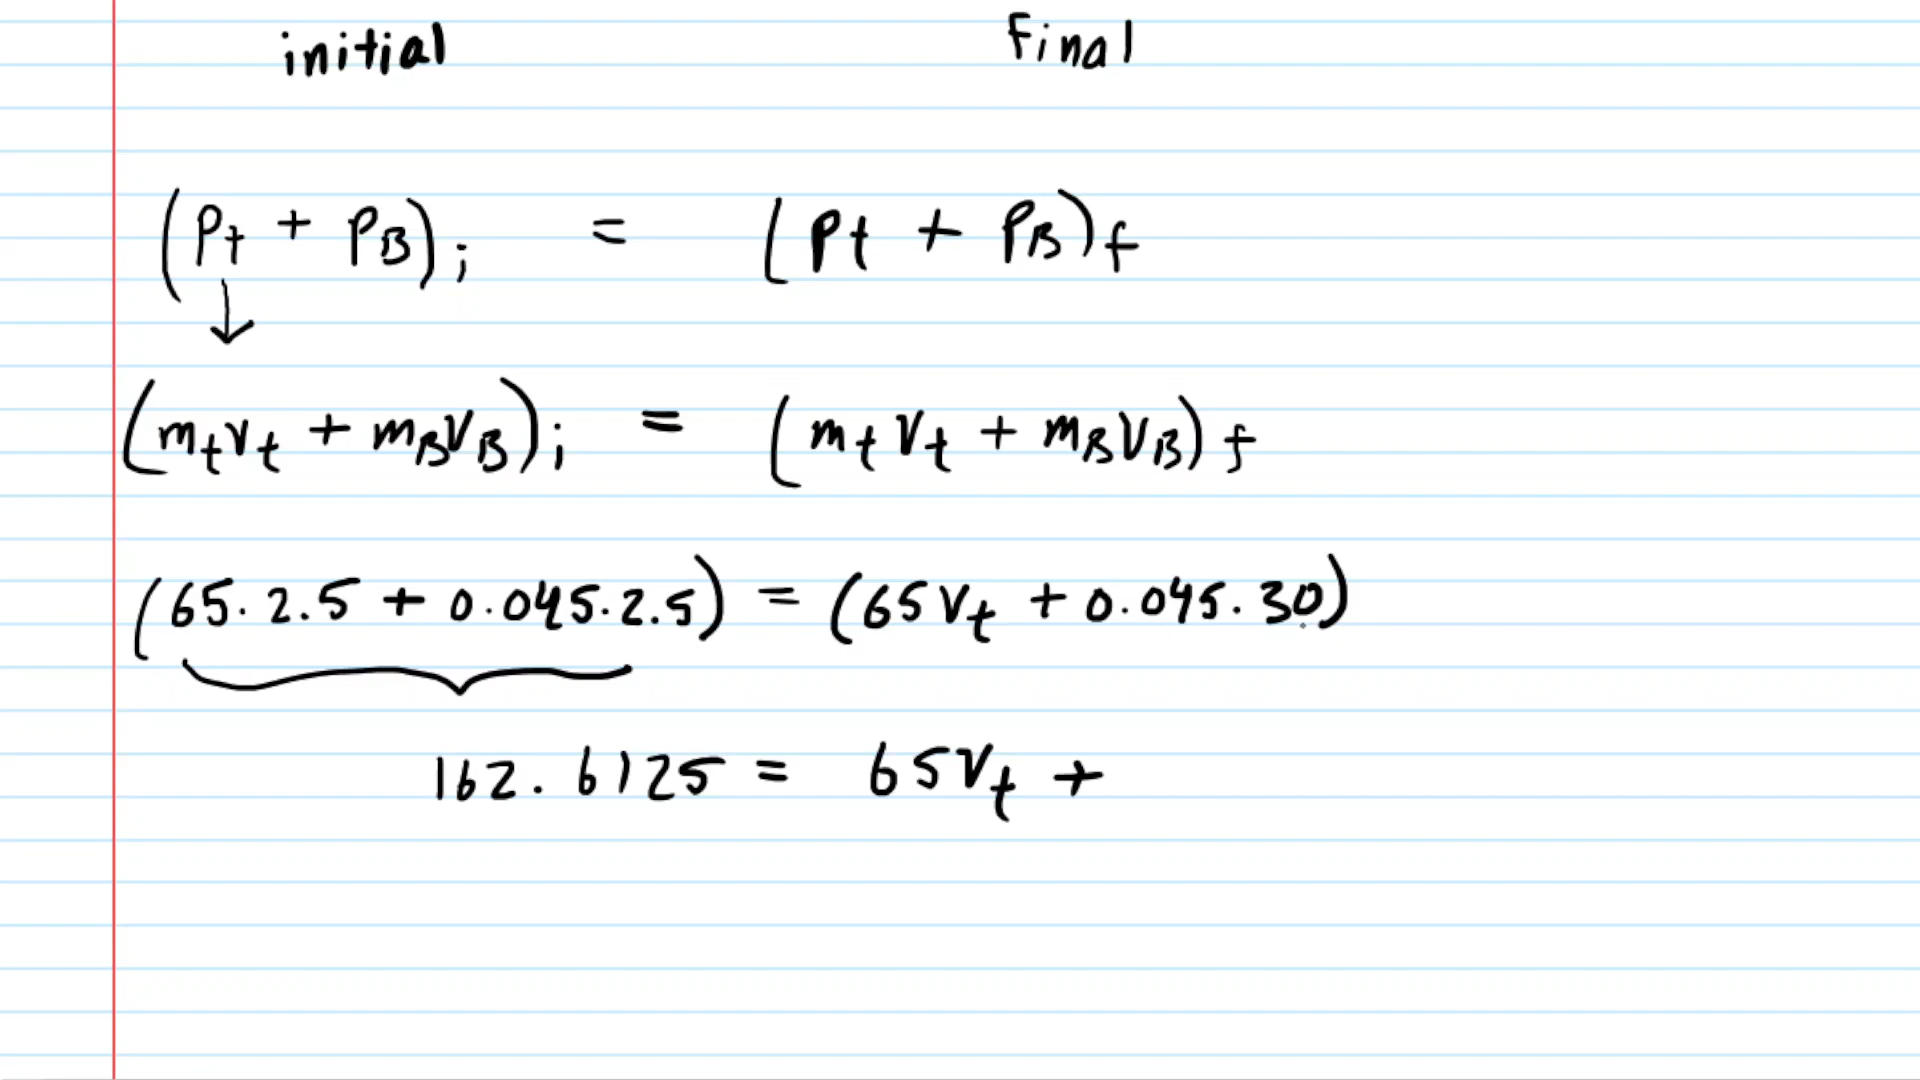 initial Final
(Pt + PB)i = (Pt + PB)f
↓
(mtvt + mBVB)i = (mtVt + mBVB)f
(65.2.5 + 0.045.2.5) = (65Vt + 0.045.30)
162.6125 = 65Vt +